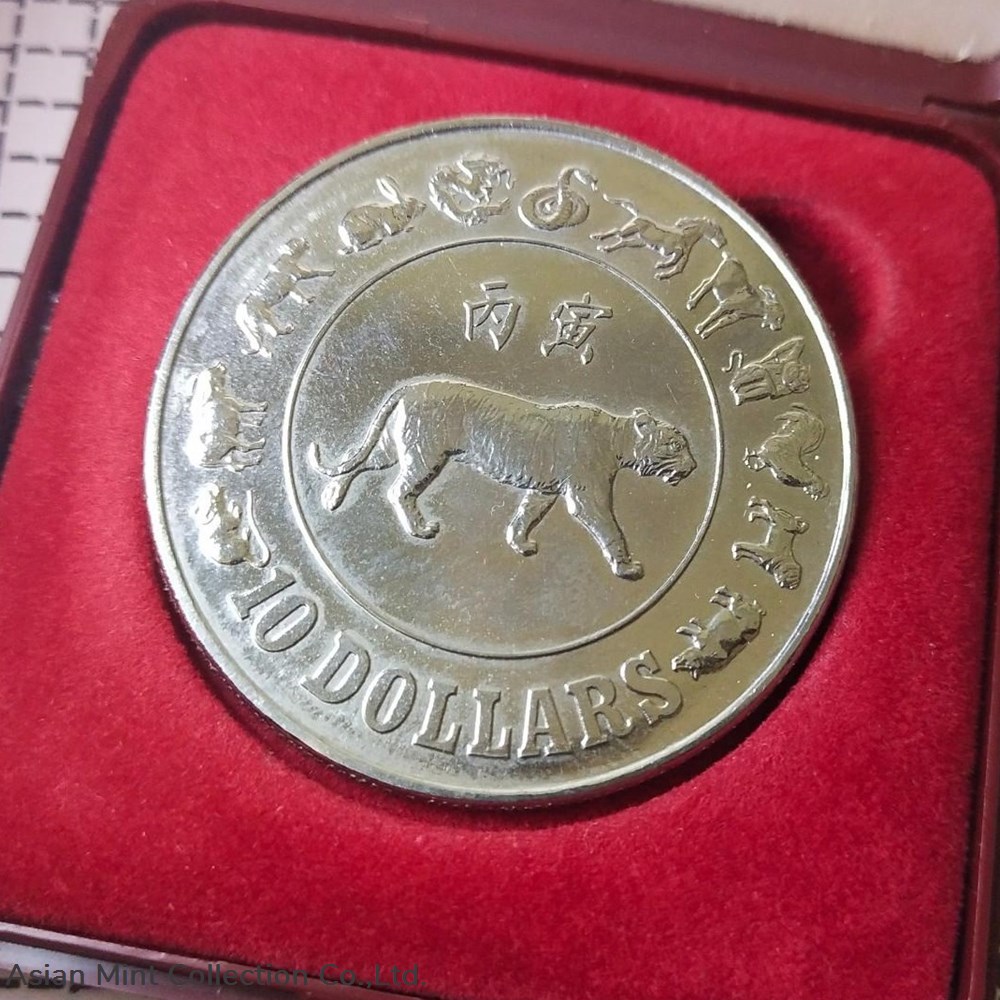 丙寅
10 DOLLARS
Asian Mint Collection Co.,Ltd.